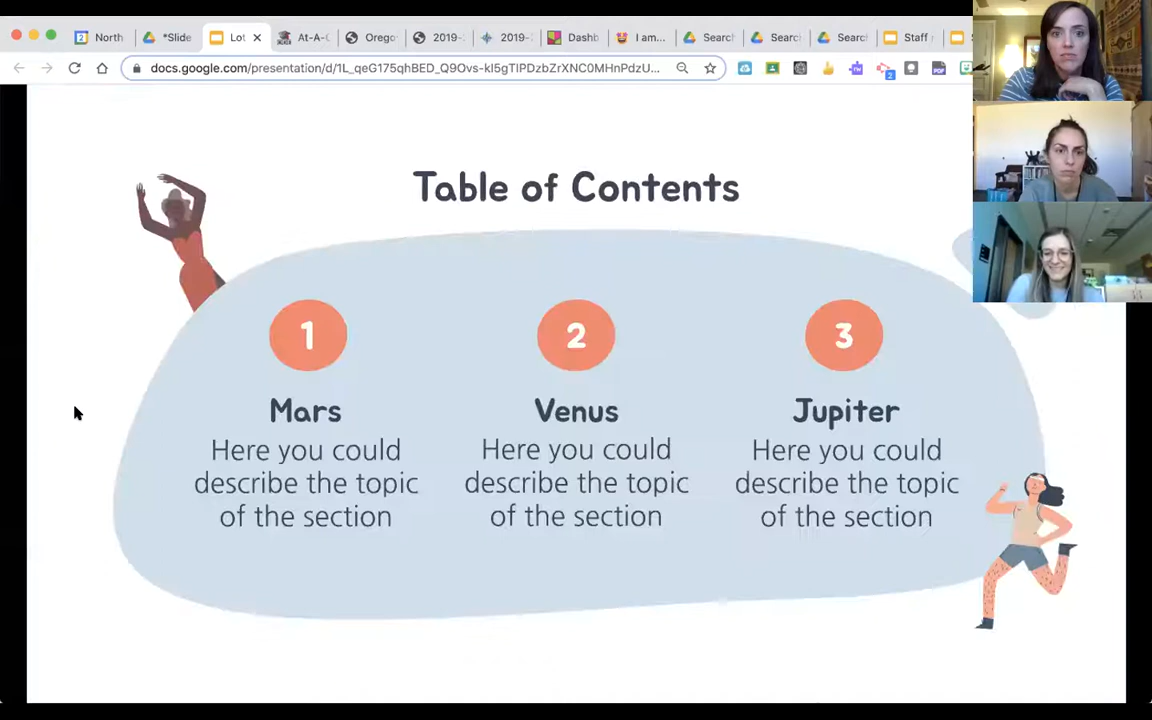 North
*Slide
Lot
At-A-C
Orego
2019-
2019-
Dashb
I am...
Search
Search
Search
Staff
docs.google.com/presentation/d/1L_qeG175qhBED_Q9Ovs-kI5gTIPDzbZrXNC0MHnPdzU...
Table of Contents
1
2
3
Mars
Venus
Jupiter
Here you could
describe the topic
of the section
Here you could
describe the topic
of the section
Here you could
describe the topic
of the section